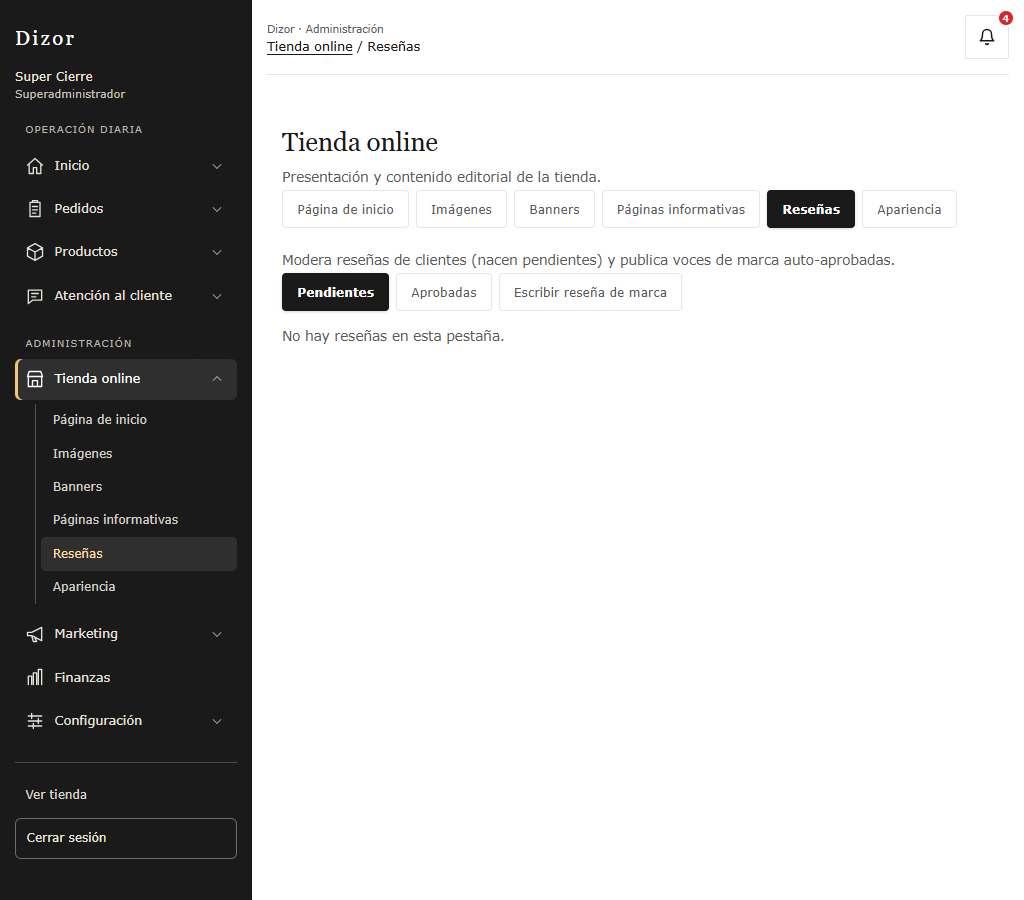 Dizor
Super Cierre
Superadministrador
OPERACIÓN DIARIA
Inicio
Pedidos
Productos
Atención al cliente
ADMINISTRACIÓN
Tienda online
Página de inicio
Imágenes
Banners
Páginas informativas
Reseñas
Apariencia
Marketing
Finanzas
Configuración
Ver tienda
Cerrar sesión
Dizor · Administración
Tienda online / Reseñas
4
Tienda online
Presentación y contenido editorial de la tienda.
Página de inicio Imágenes Banners Páginas informativas Reseñas Apariencia
Modera reseñas de clientes (nacen pendientes) y publica voces de marca auto-aprobadas.
Pendientes Aprobadas Escribir reseña de marca
No hay reseñas en esta pestaña.